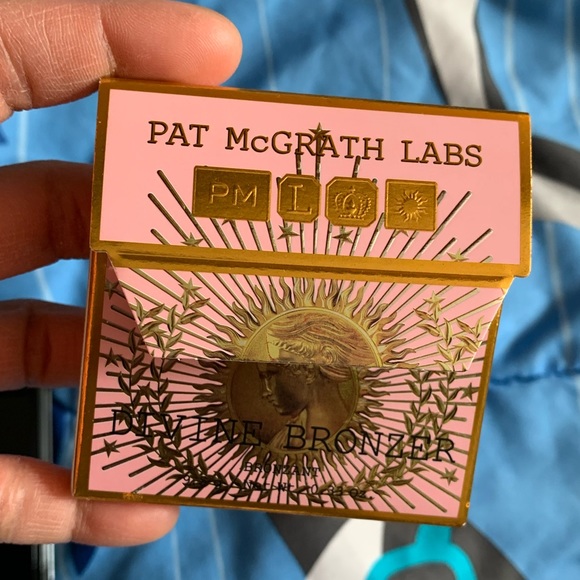 PAT McGRATH LABS
PM L
DIVINE BRONZER
BRONZANT